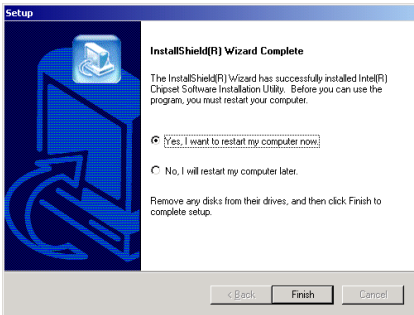 Setup
InstallShield(R) Wizard Complete
The InstallShield(R) Wizard has successfully installed Intel(R)
Chipset Software Installation Utility. Before you can use the
program, you must restart your computer.
Yes, I want to restart my computer now.
No, I will restart my computer later.
Remove any disks from their drives, and then click Finish to
complete setup.
< Back Finish Cancel